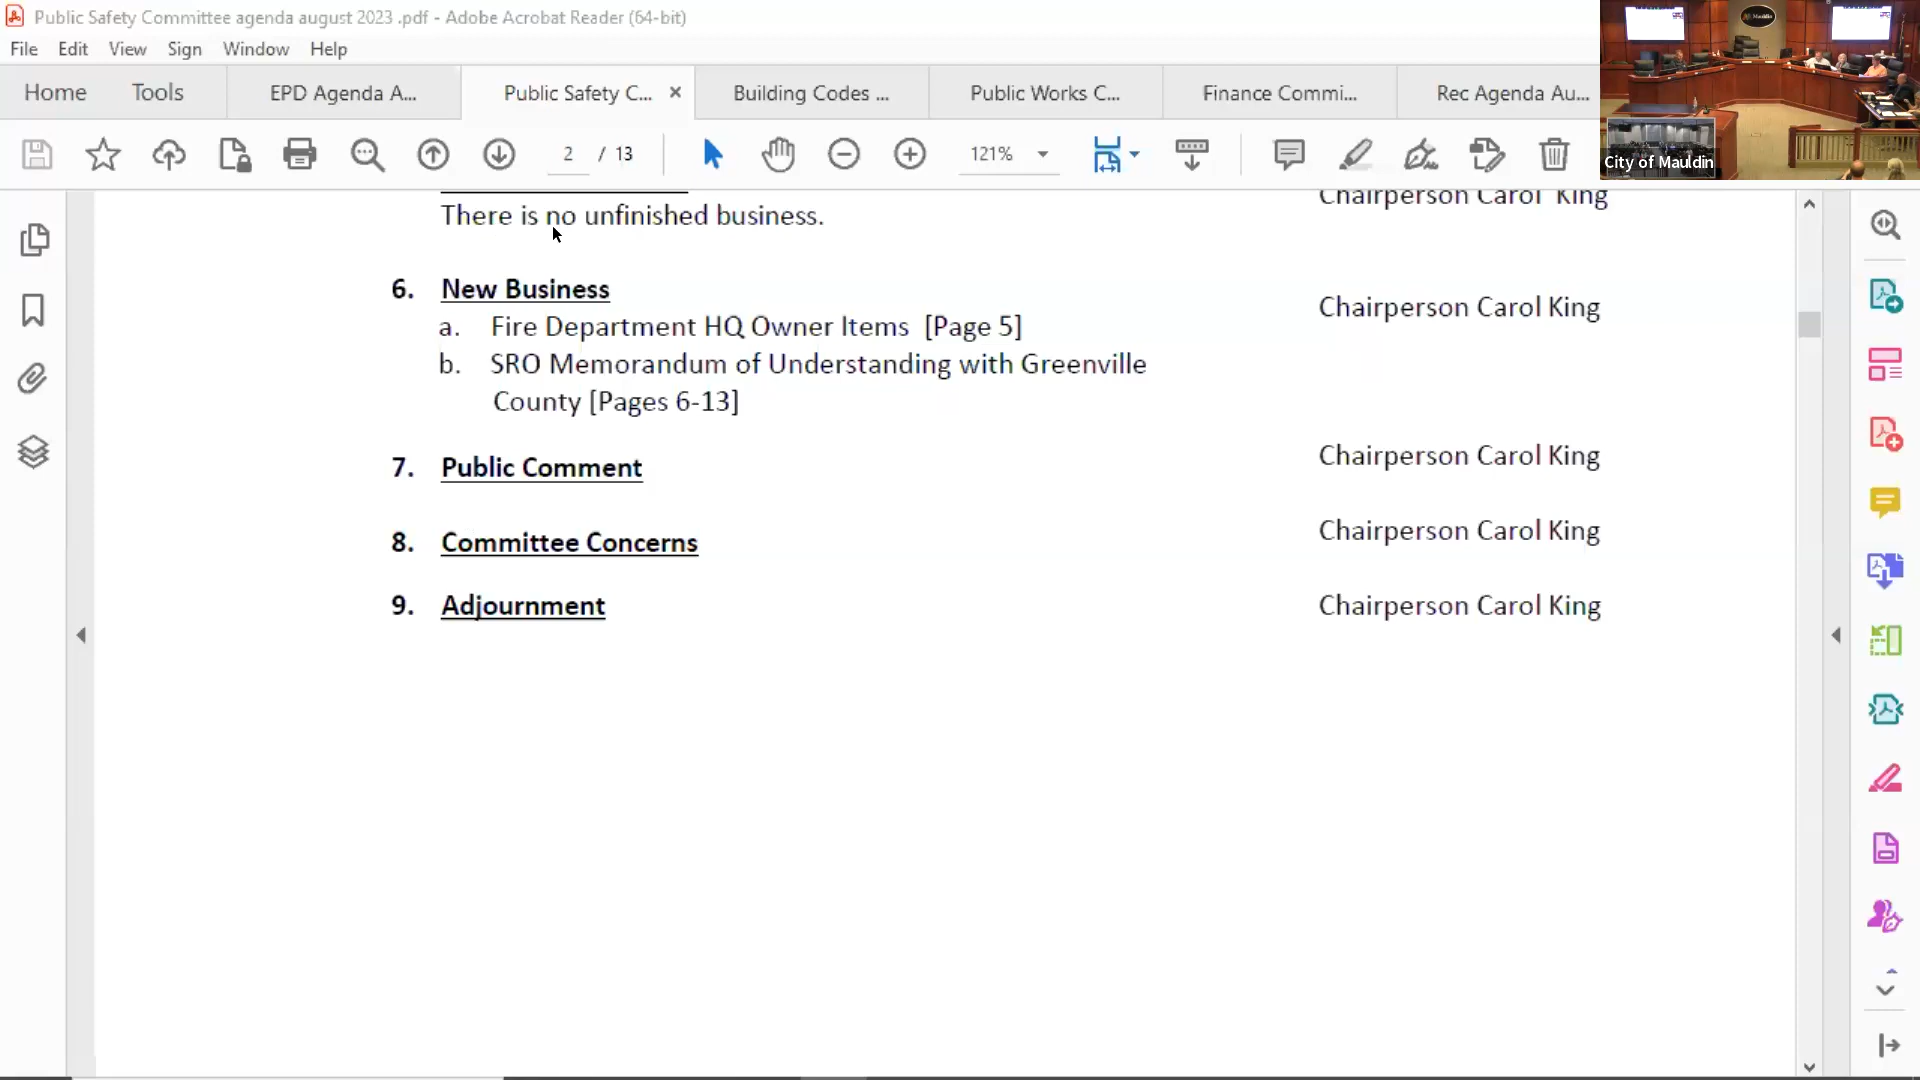 Public Safety Committee agenda august 2023 .pdf - Adobe Acrobat Reader (64-bit)
File Edit View Sign Window Help
Home Tools EPD Agenda A... Public Safety C... Building Codes ... Public Works C... Finance Commi... Rec Agenda Au...
2 / 13 121%
Mauldin
City of Mauldin
Chairperson Carol King
There is no unfinished business.
6. New Business
Chairperson Carol King
a. Fire Department HQ Owner Items [Page 5]
b. SRO Memorandum of Understanding with Greenville
County [Pages 6-13]
7. Public Comment
Chairperson Carol King
8. Committee Concerns
Chairperson Carol King
9. Adjournment
Chairperson Carol King